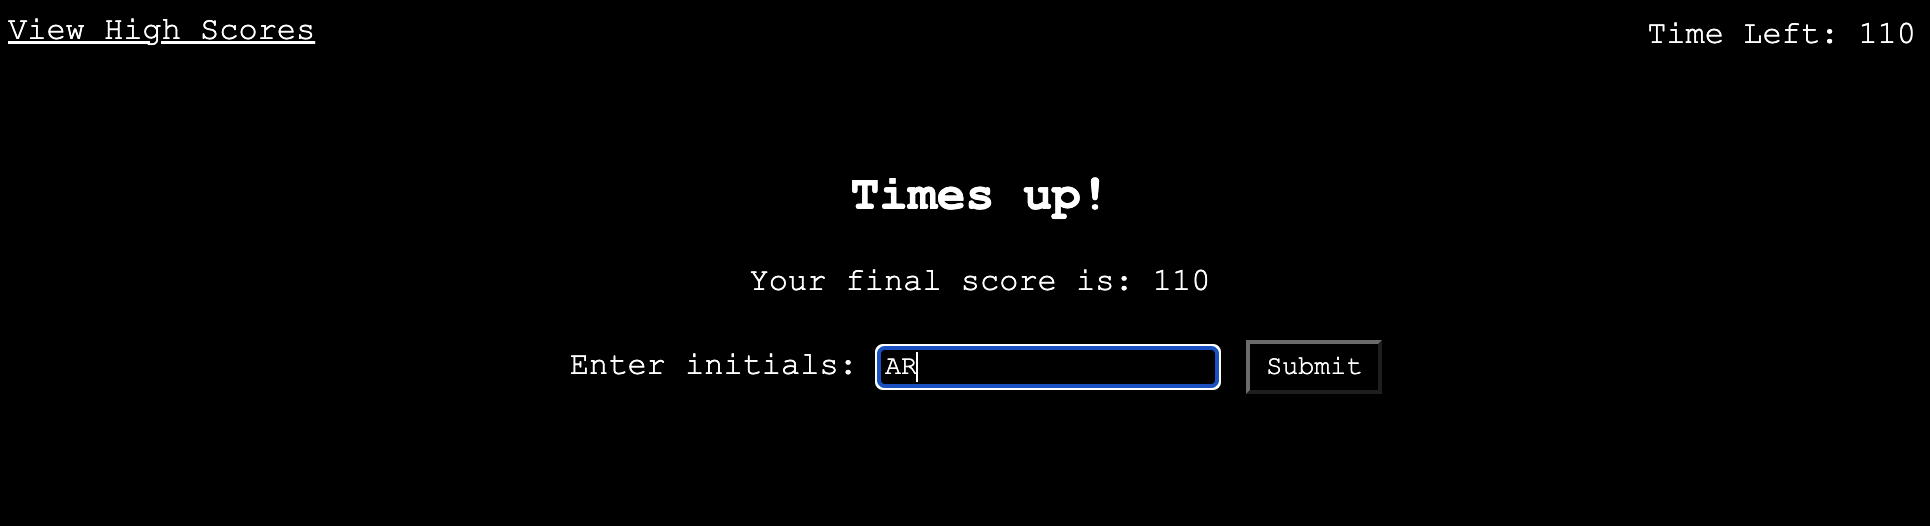 View High Scores
Time Left: 110
Times up!
Your final score is: 110
Enter initials: AR Submit